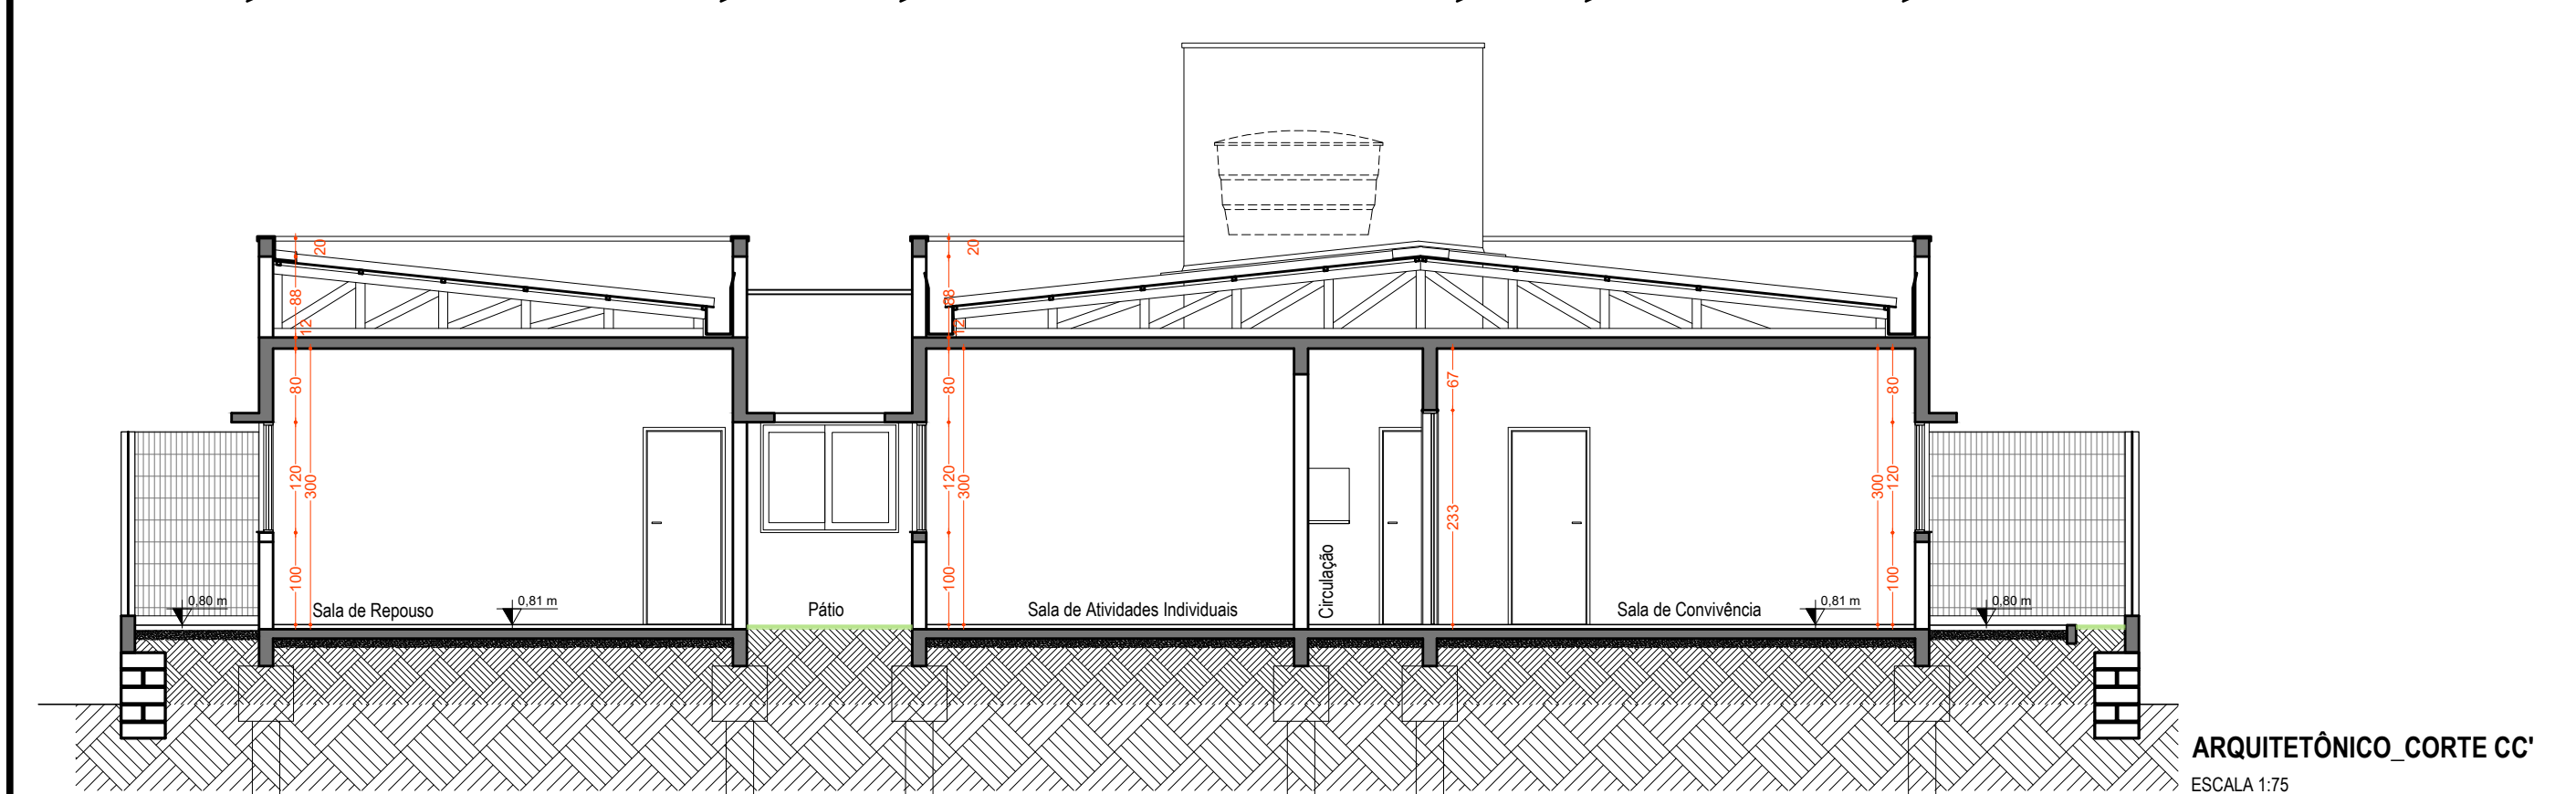 20
20
88
88
12
12
80
80
67
80
120
300
120
300
233
300
120
100
100
100
0,80 m
Sala de Repouso
0,81 m
Pátio
Sala de Atividades Individuais
Circulação
Sala de Convivência
0,81 m
0,80 m
ARQUITETÔNICO_CORTE CC'
ESCALA 1:75